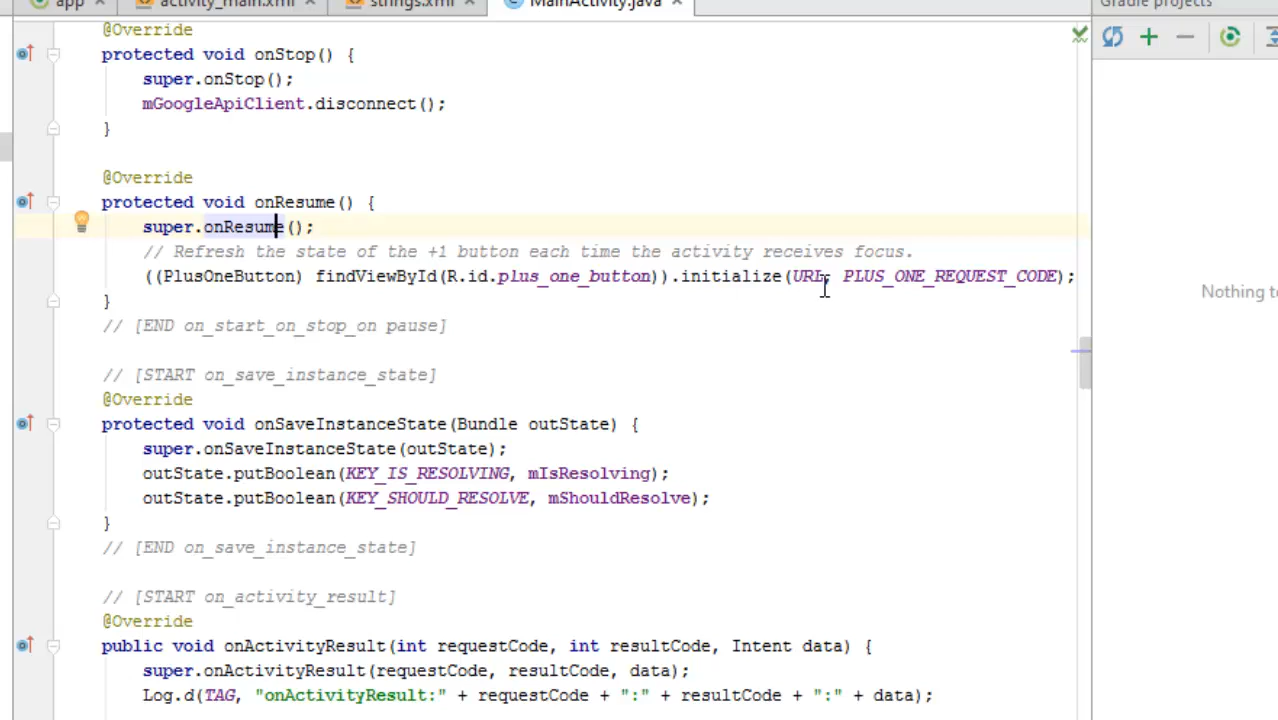 app activity_main.xml strings.xml MainActivity.java Gradle projects
@Override
protected void onStop() {
super.onStop();
mGoogleApiClient.disconnect();
}
@Override
protected void onResume() {
super.onResume();
// Refresh the state of the +1 button each time the activity receives focus.
((PlusOneButton) findViewById(R.id.plus_one_button)).initialize(URL, PLUS_ONE_REQUEST_CODE);
Nothing to
}
// [END on_start_on_stop_on pause]
// [START on_save_instance_state]
@Override
protected void onSaveInstanceState(Bundle outState) {
super.onSaveInstanceState(outState);
outState.putBoolean(KEY_IS_RESOLVING, mIsResolving);
outState.putBoolean(KEY_SHOULD_RESOLVE, mShouldResolve);
}
// [END on_save_instance_state]
// [START on_activity_result]
@Override
public void onActivityResult(int requestCode, int resultCode, Intent data) {
super.onActivityResult(requestCode, resultCode, data);
Log.d(TAG, "onActivityResult:" + requestCode + ":" + resultCode + ":" + data);